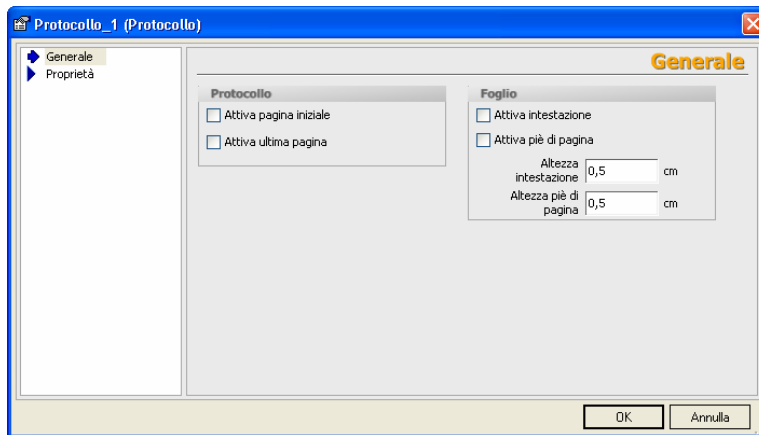 Protocollo_1 (Protocollo)
Generale
Proprietà
Generale
Protocollo
Attiva pagina iniziale
Attiva ultima pagina
Foglio
Attiva intestazione
Attiva piè di pagina
Altezza
intestazione 0,5 cm
Altezza piè di
pagina 0,5 cm
OK Annulla